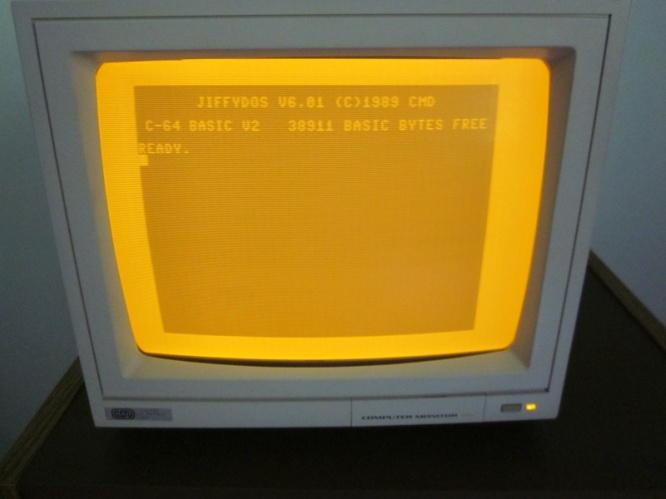 JIFFYDOS V6.01 (C)1989 CMD
C-64 BASIC V2   38911 BASIC BYTES FREE
READY.
COMPUTER MONITOR